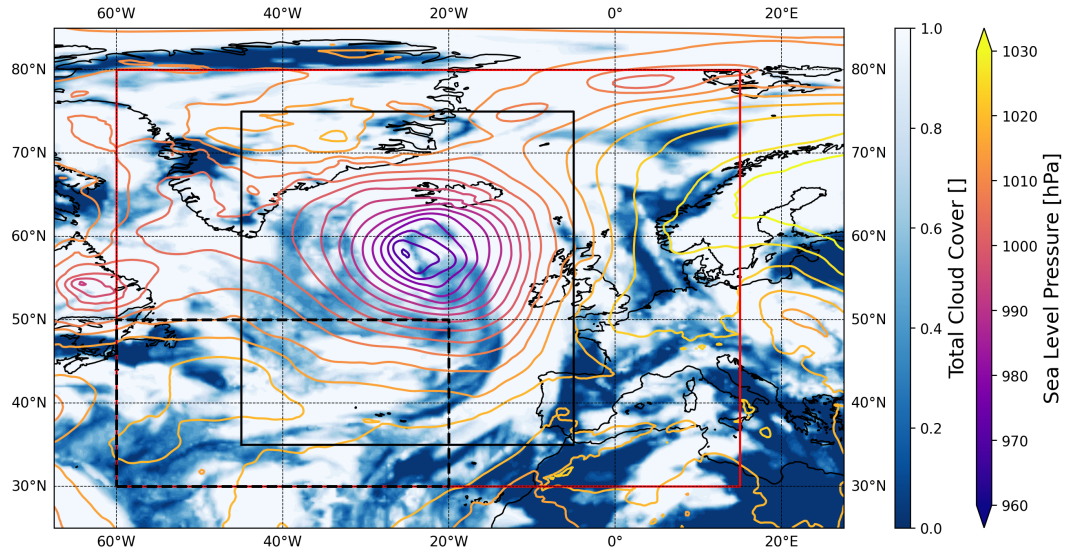 60°W 40°W 20°W 0° 20°E
80°N 80°N
70°N 70°N
60°N 60°N
50°N 50°N
40°N 40°N
30°N 30°N
60°W 40°W 20°W 0° 20°E
1.0
0.8
0.6
0.4
0.2
0.0
Total Cloud Cover []
1030
1020
1010
1000
990
980
970
960
Sea Level Pressure [hPa]